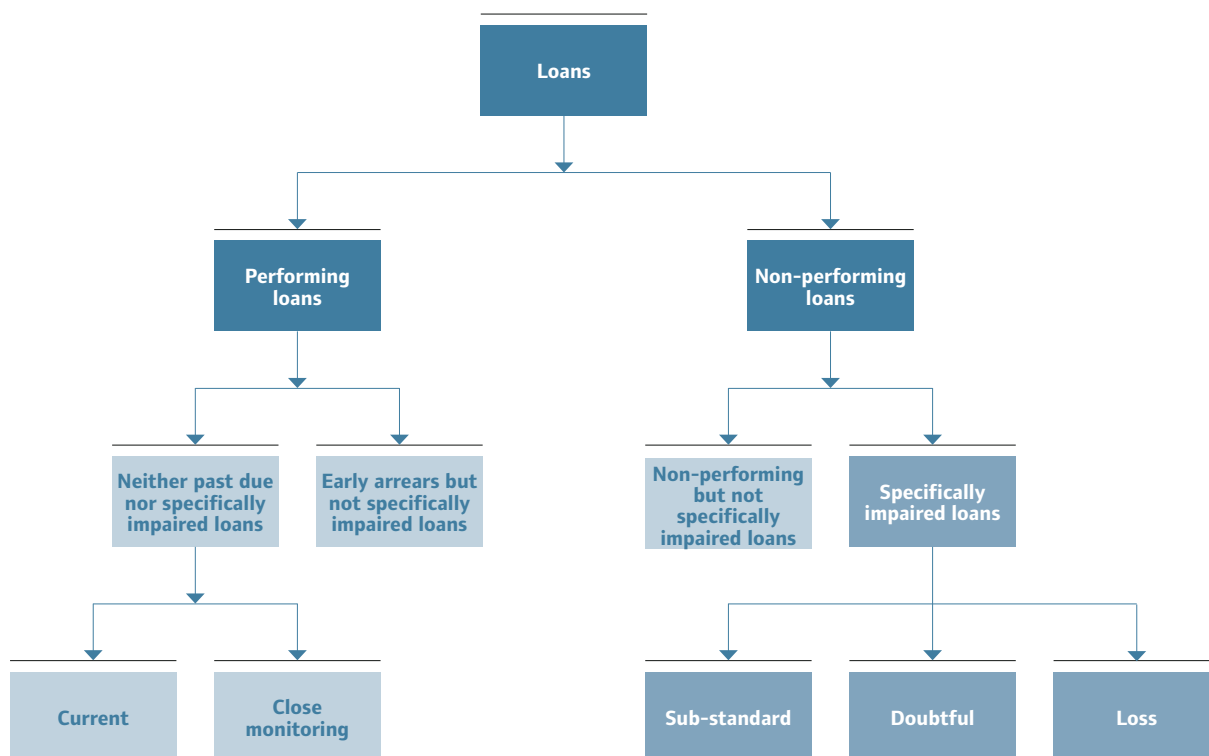 Loans
Performing
loans
Non-performing
loans
Neither past due
nor specifically
impaired loans
Early arrears but
not specifically
impaired loans
Non-performing
but not
specifically
impaired loans
Specifically
impaired loans
Current
Close
monitoring
Sub-standard
Doubtful
Loss